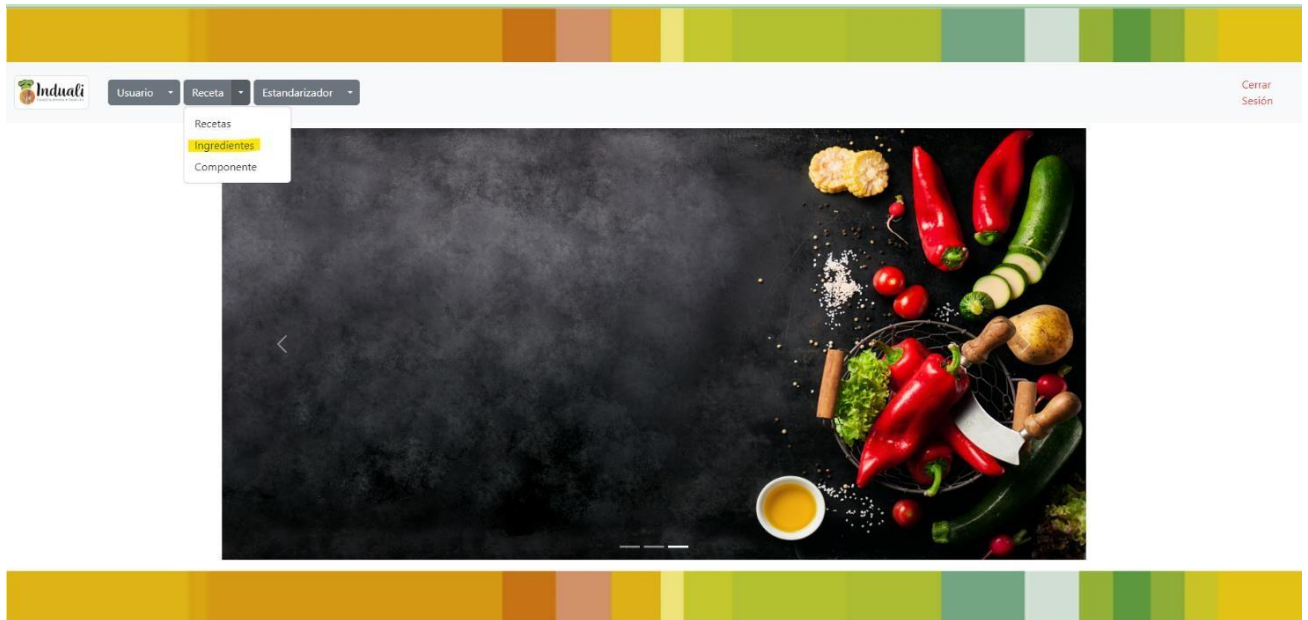 Induali
Usuario
Receta
Estandarizador
Cerrar
Sesión
Recetas
Ingredientes
Componente